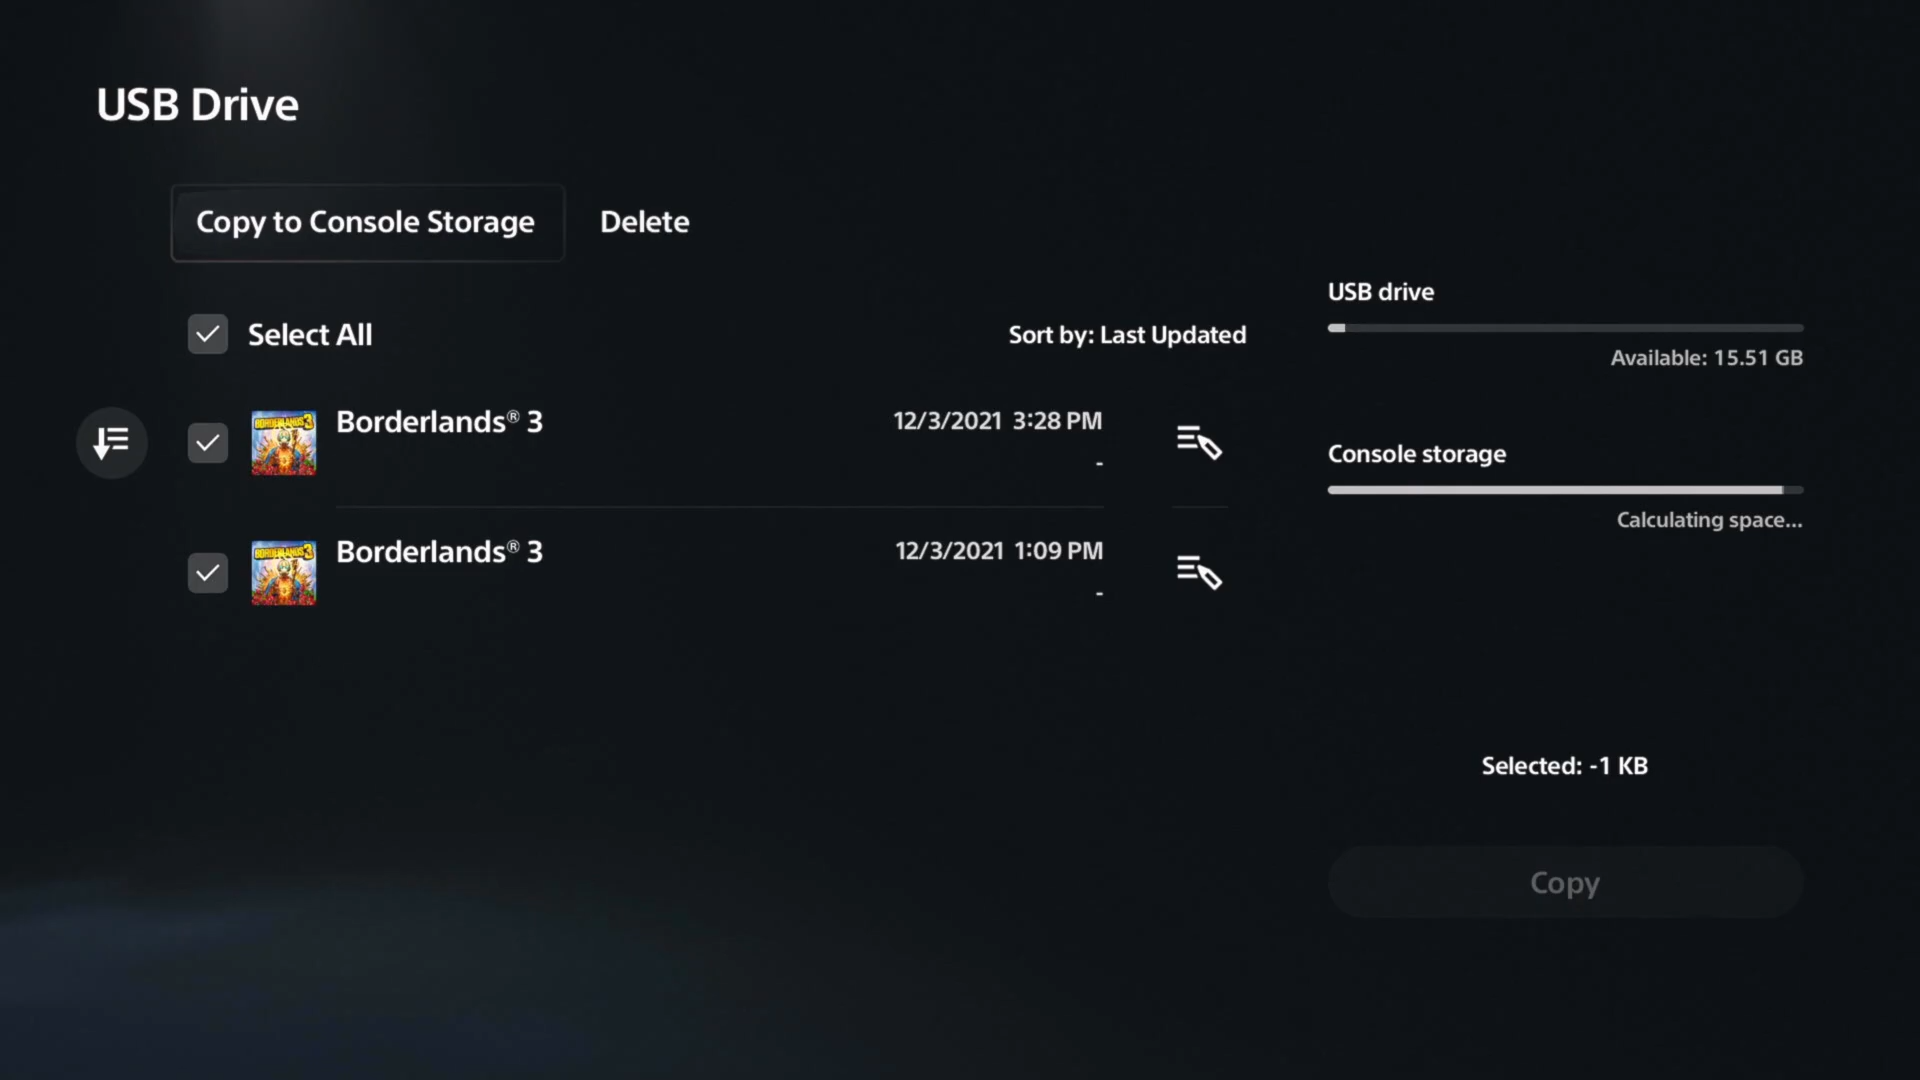 USB Drive
Copy to Console Storage
Delete
Select All
Sort by: Last Updated
Borderlands® 3
12/3/2021 3:28 PM
-
Borderlands® 3
12/3/2021 1:09 PM
-
USB drive
Available: 15.51 GB
Console storage
Calculating space...
Selected: -1 KB
Copy